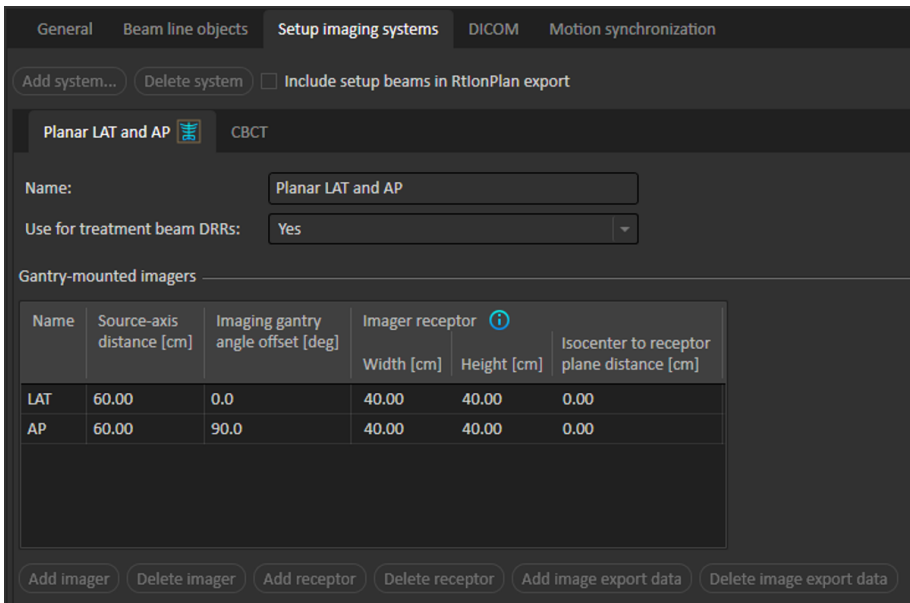 General Beam line objects Setup imaging systems DICOM Motion synchronization
Add system... Delete system Include setup beams in RtIonPlan export
Planar LAT and AP CBCT
Name: Planar LAT and AP
Use for treatment beam DRRs: Yes
Gantry-mounted imagers
Name Source-axis distance [cm] Imaging gantry angle offset [deg] Imager receptor
Width [cm] Height [cm] Isocenter to receptor plane distance [cm]
LAT 60.00 0.0 40.00 40.00 0.00
AP 60.00 90.0 40.00 40.00 0.00
Add imager Delete imager Add receptor Delete receptor Add image export data Delete image export data